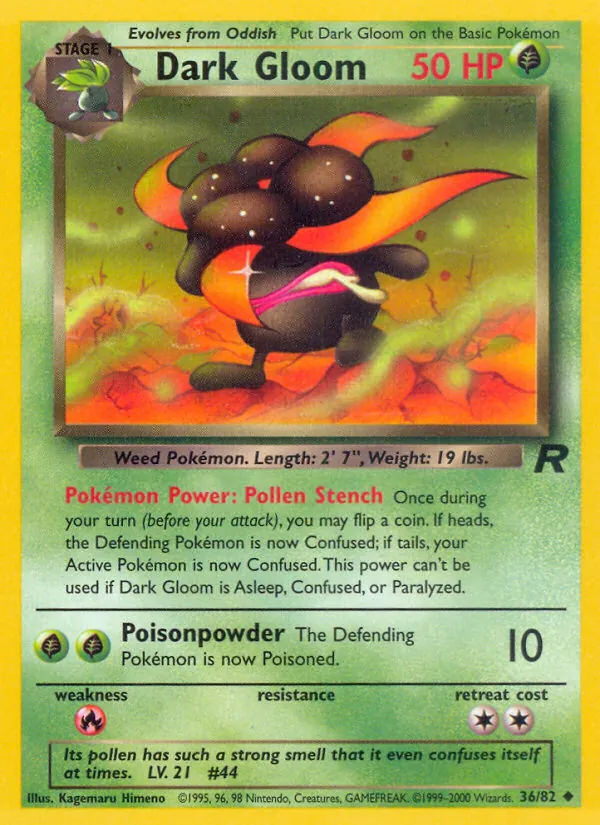 Evolves from Oddish Put Dark Gloom on the Basic Pokémon
STAGE 1
Dark Gloom 50 HP
Weed Pokémon. Length: 2' 7", Weight: 19 lbs.
R
Pokémon Power: Pollen Stench Once during
your turn (before your attack), you may flip a coin. If heads,
the Defending Pokémon is now Confused; if tails, your
Active Pokémon is now Confused. This power can't be
used if Dark Gloom is Asleep, Confused, or Paralyzed.
Poisonpowder The Defending 10
Pokémon is now Poisoned.
weakness resistance retreat cost
Its pollen has such a strong smell that it even confuses itself
at times. LV. 21 #44
Illus. Kagemaru Himeno ©1995, 96, 98 Nintendo, Creatures, GAMEFREAK. ©1999-2000 Wizards. 36/82